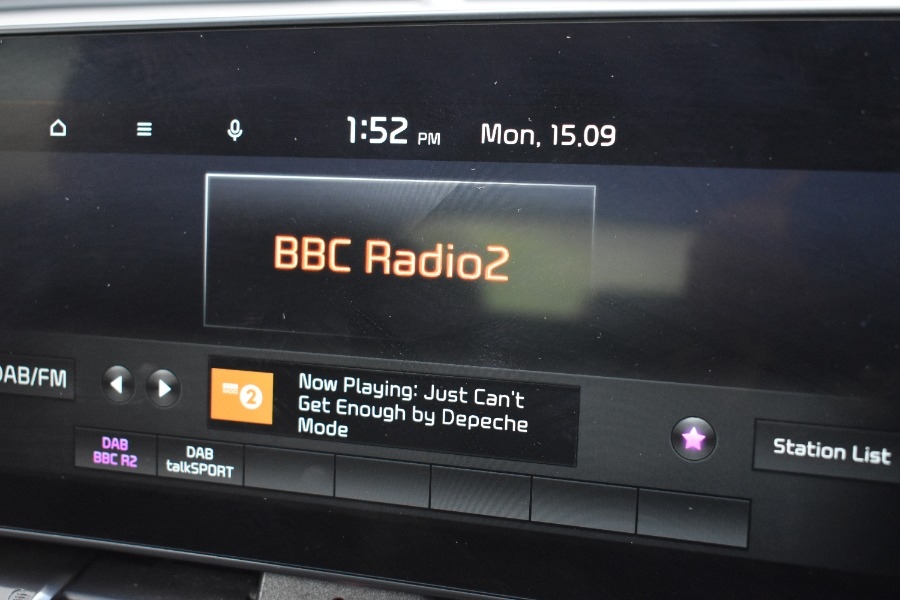 1:52 PM Mon, 15.09
BBC Radio2
DAB/FM
2
Now Playing: Just Can't
Get Enough by Depeche
Mode
Station List
DAB
BBC R2
DAB
talkSPORT